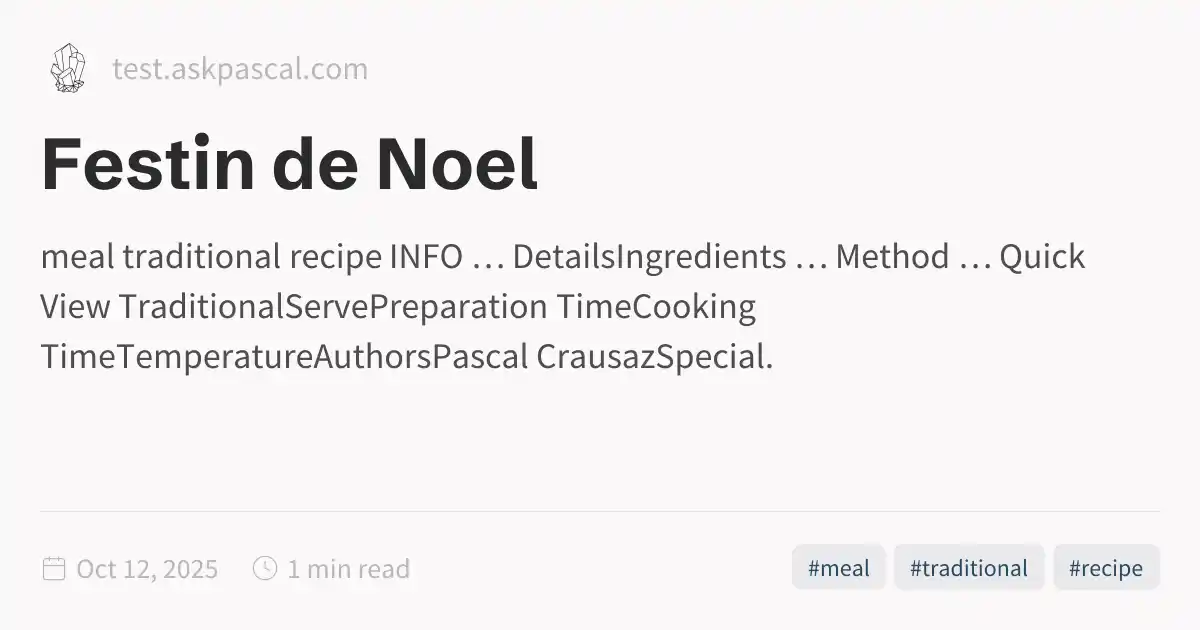 test.askpascal.com
Festin de Noel
meal traditional recipe INFO … DetailsIngredients … Method … Quick
View TraditionalServePreparation TimeCooking
TimeTemperatureAuthorsPascal CrausazSpecial.
Oct 12, 2025 1 min read #meal #traditional #recipe